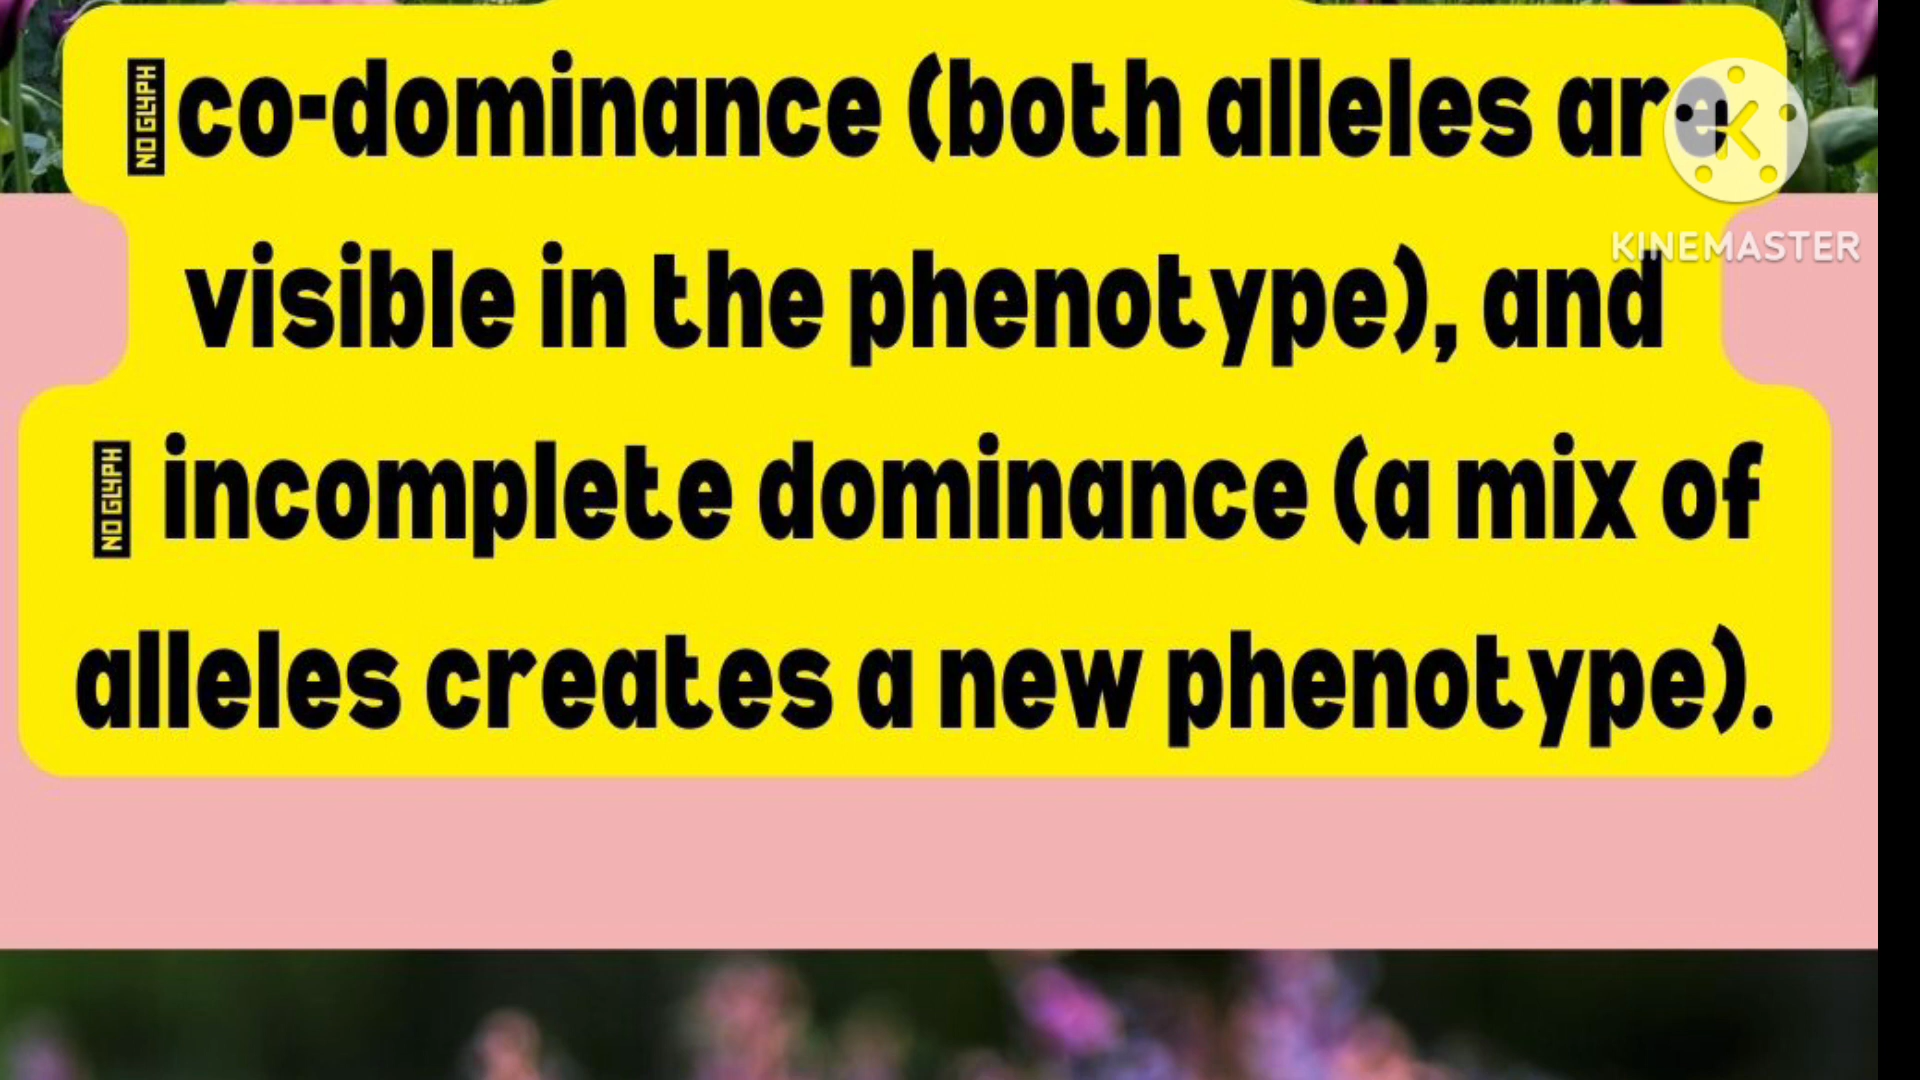 NO GLYPH co-dominance (both alleles are
KINEMASTER
visible in the phenotype), and
NO GLYPH incomplete dominance (a mix of
alleles creates a new phenotype).